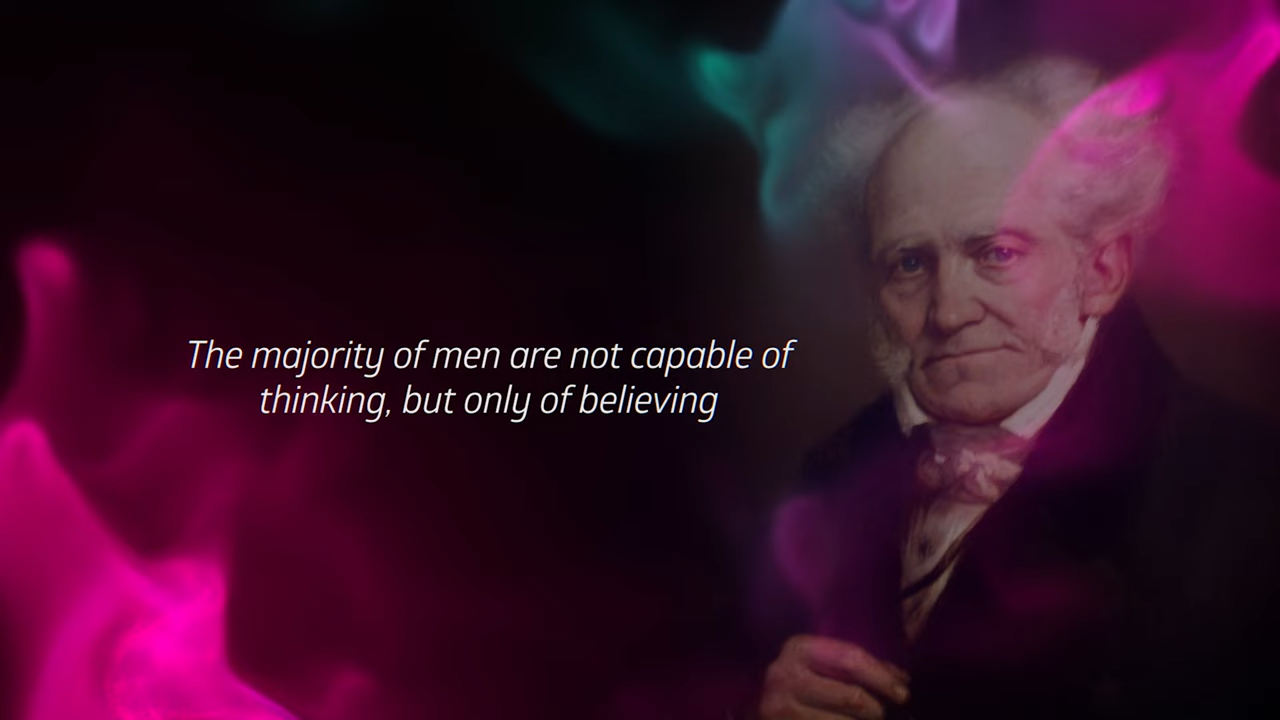 The majority of men are not capable of
thinking, but only of believing